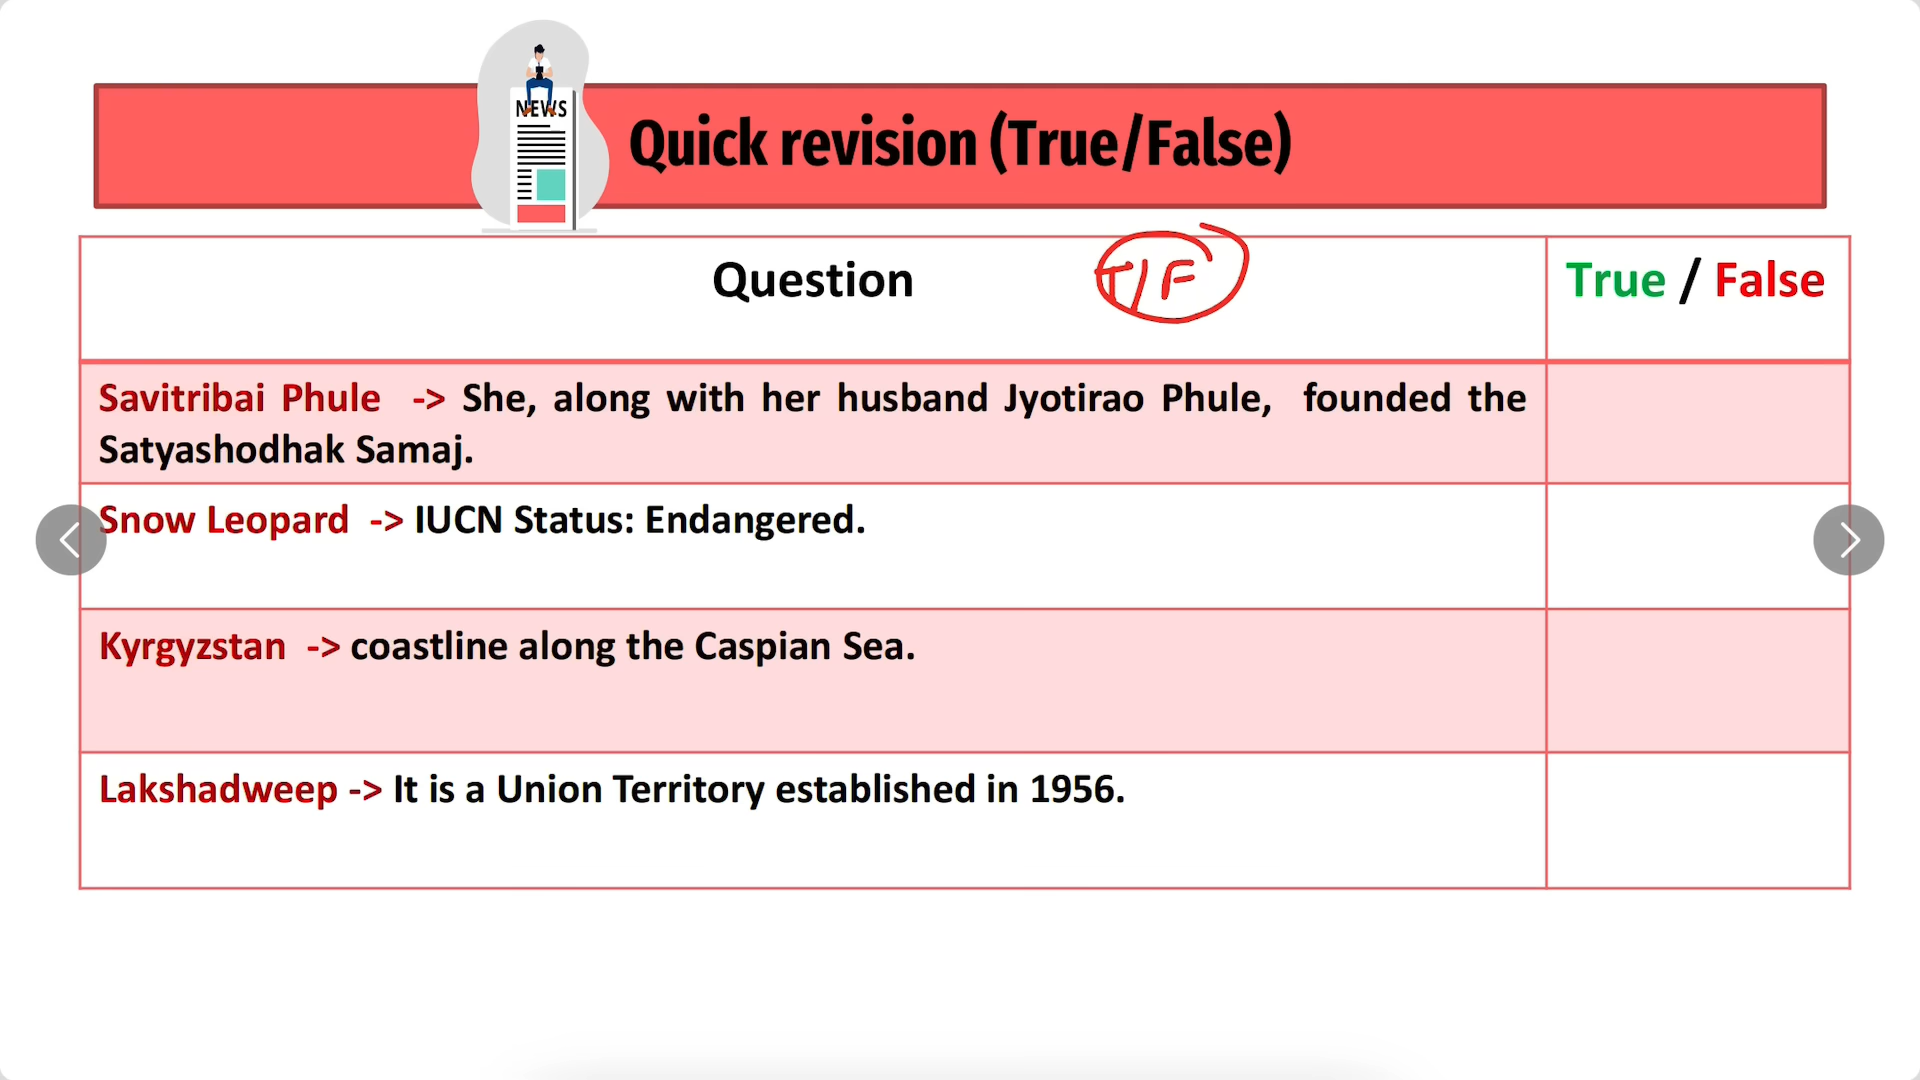 NEWS
Quick revision (True/False)
Question
T/F
True / False
Savitribai Phule -> She, along with her husband Jyotirao Phule, founded the
Satyashodhak Samaj.
Snow Leopard -> IUCN Status: Endangered.
Kyrgyzstan -> coastline along the Caspian Sea.
Lakshadweep -> It is a Union Territory established in 1956.